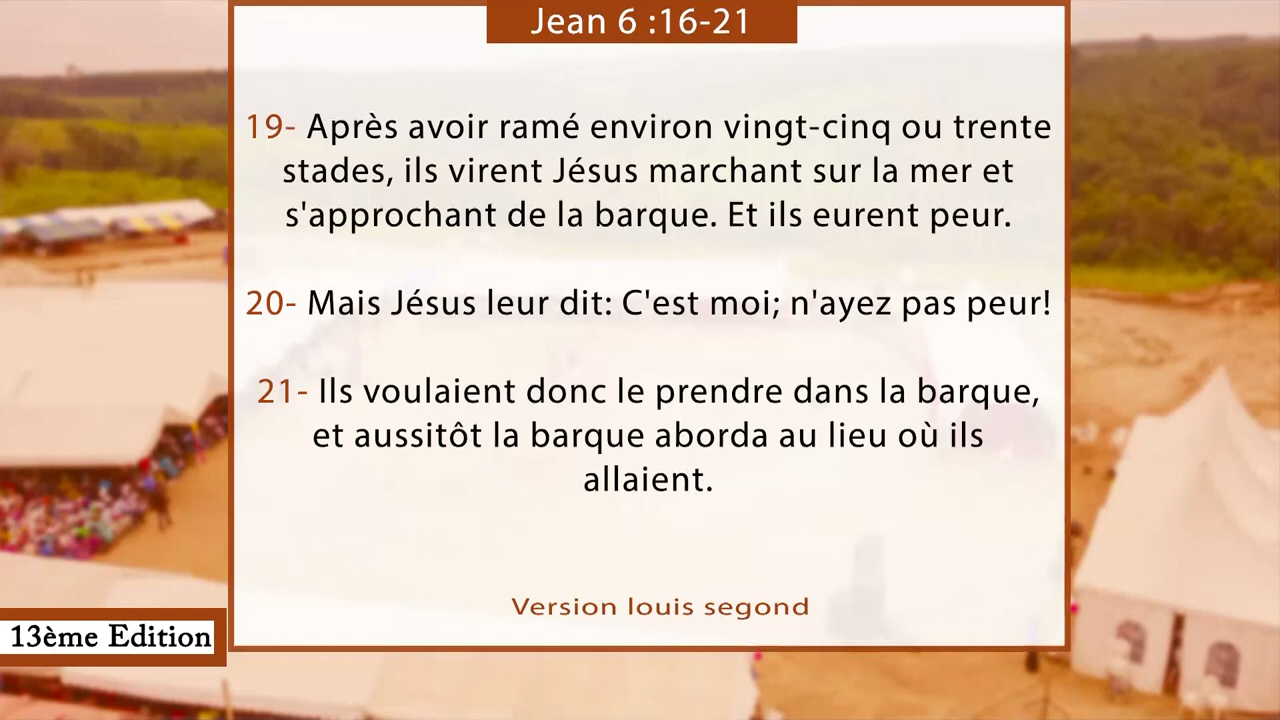 Jean 6 :16-21
19- Après avoir ramé environ vingt-cinq ou trente
stades, ils virent Jésus marchant sur la mer et
s'approchant de la barque. Et ils eurent peur.
20- Mais Jésus leur dit: C'est moi; n'ayez pas peur!
21- Ils voulaient donc le prendre dans la barque,
et aussitôt la barque aborda au lieu où ils
allaient.
Version louis segond
13ème Edition